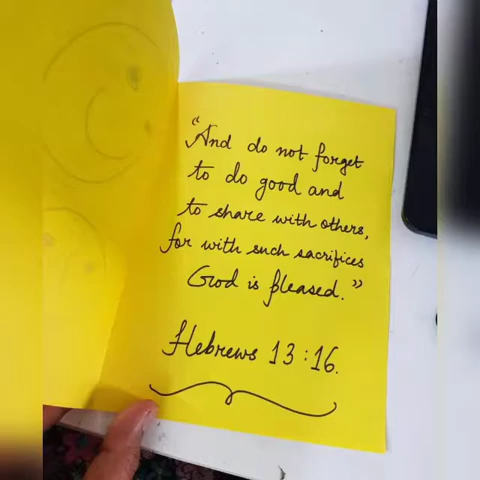 “And do not forget
to do good and
to share with others,
for with such sacrifices
God is pleased.”
Hebrews 13:16.